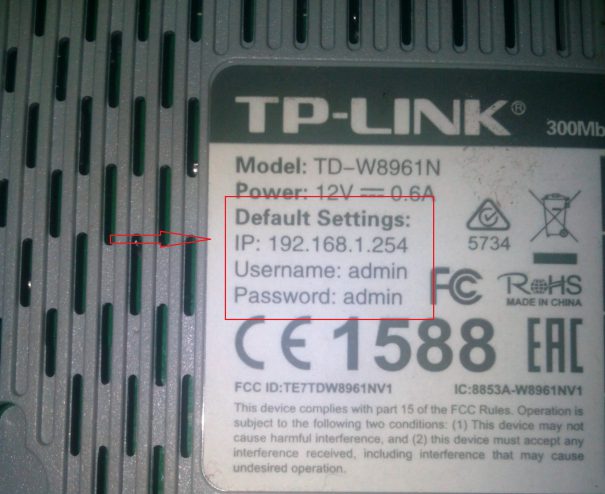 TP-LINK®
300Mb
Model: TD-W8961N
Power: 12V ⎓ 0.6A
Default Settings:
IP: 192.168.1.254
Username: admin
Password: admin
5734
FC
RoHS
MADE IN CHINA
CE1588
EAC
FCC ID:TE7TDW8961NV1
IC:8853A-W8961NV1
This device complies with part 15 of the FCC Rules. Operation is
subject to the following two conditions: (1) This device may not
cause harmful interference, and (2) this device must accept any
interference received, including interference that may cause
undesired operation.